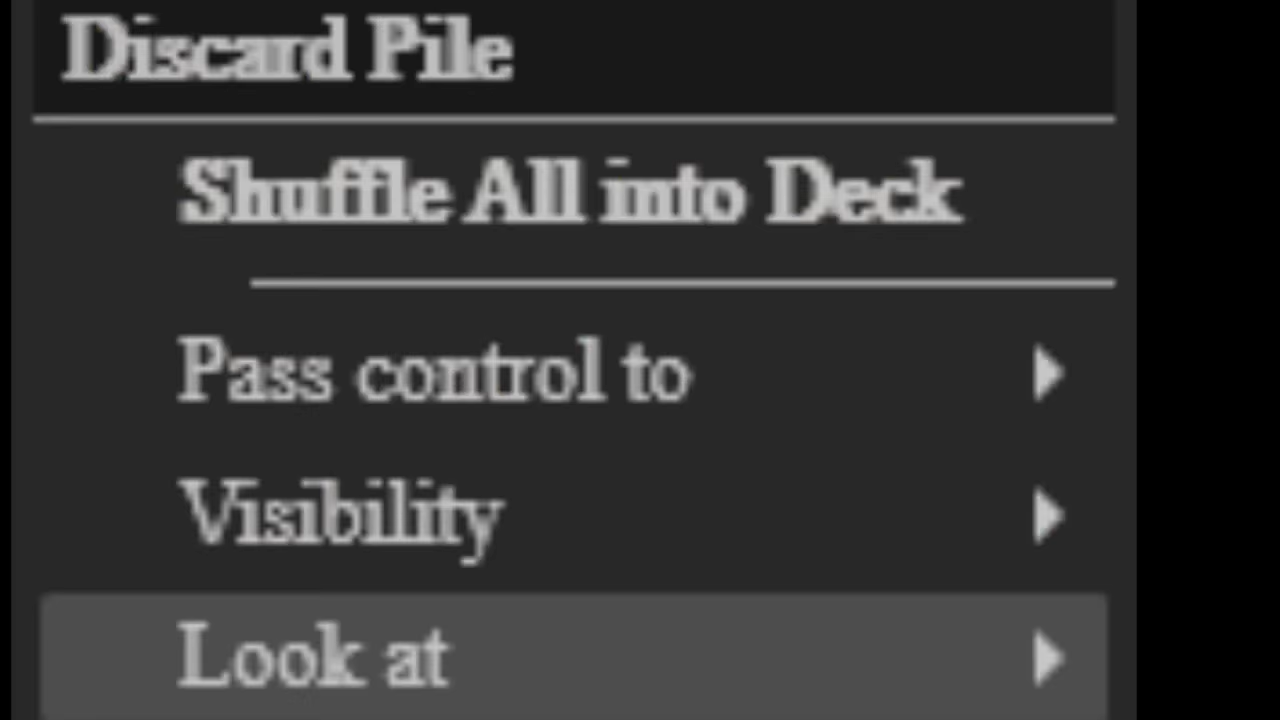 Discard Pile
Shuffle All into Deck
Pass control to
Visibility
Look at